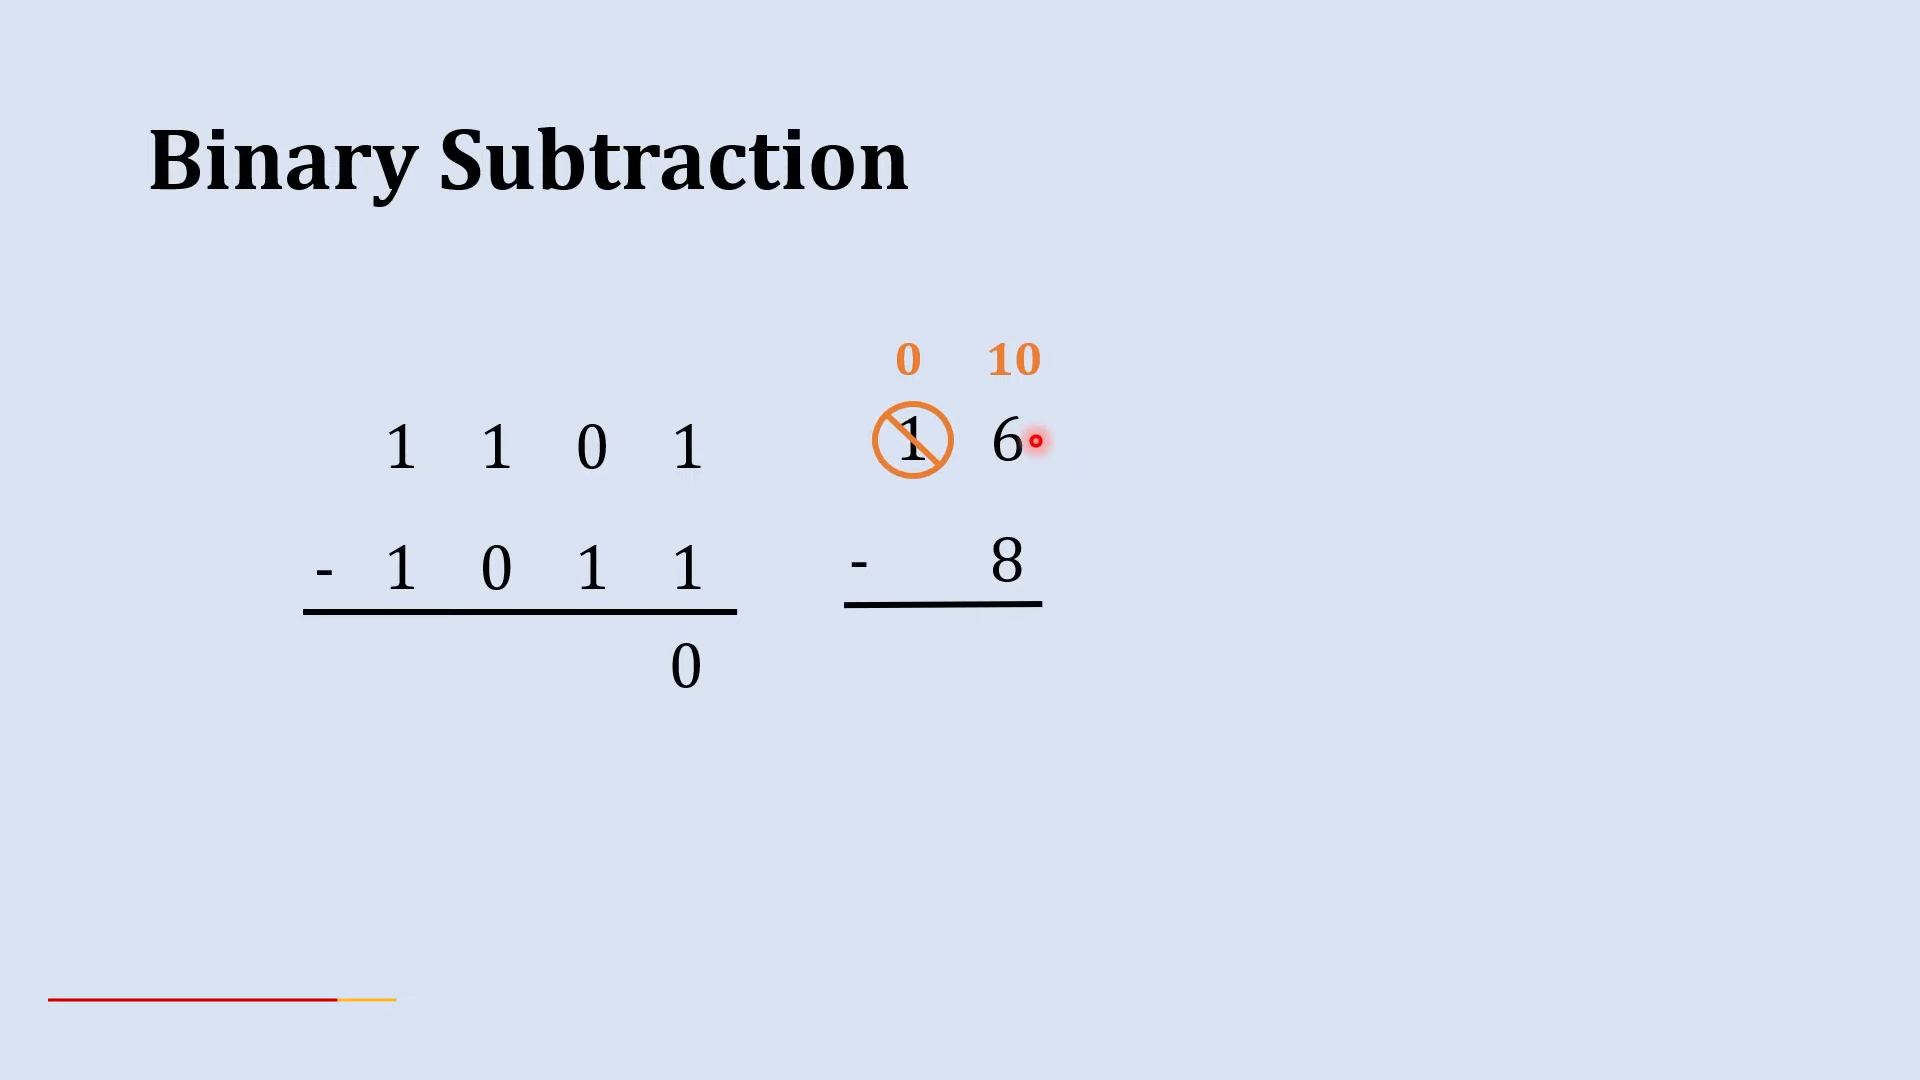 Binary Subtraction
0 10
1 1 0 1
1 6
- 1 0 1 1
- 8
0